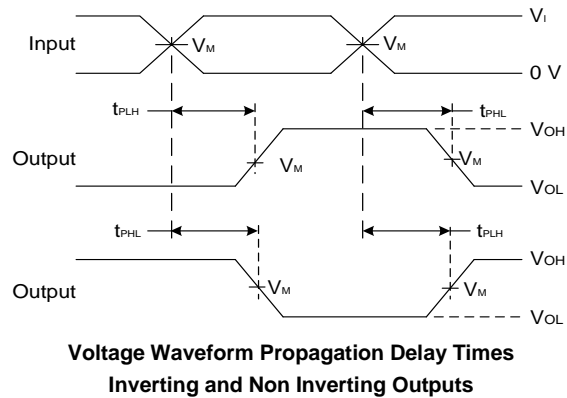 VI
Input
VM
VM
0 V
tPLH
tPHL
VOH
Output
VM
VM
VOL
tPHL
tPLH
VOH
Output
VM
VM
VOL
Voltage Waveform Propagation Delay Times
Inverting and Non Inverting Outputs